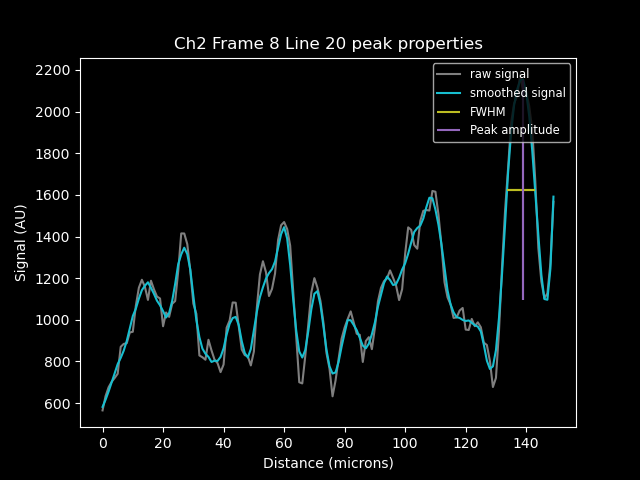 Ch2 Frame 8 Line 20 peak properties
raw signal
smoothed signal
FWHM
Peak amplitude
Signal (AU)
2200
2000
1800
1600
1400
1200
1000
800
600
0 20 40 60 80 100 120 140
Distance (microns)